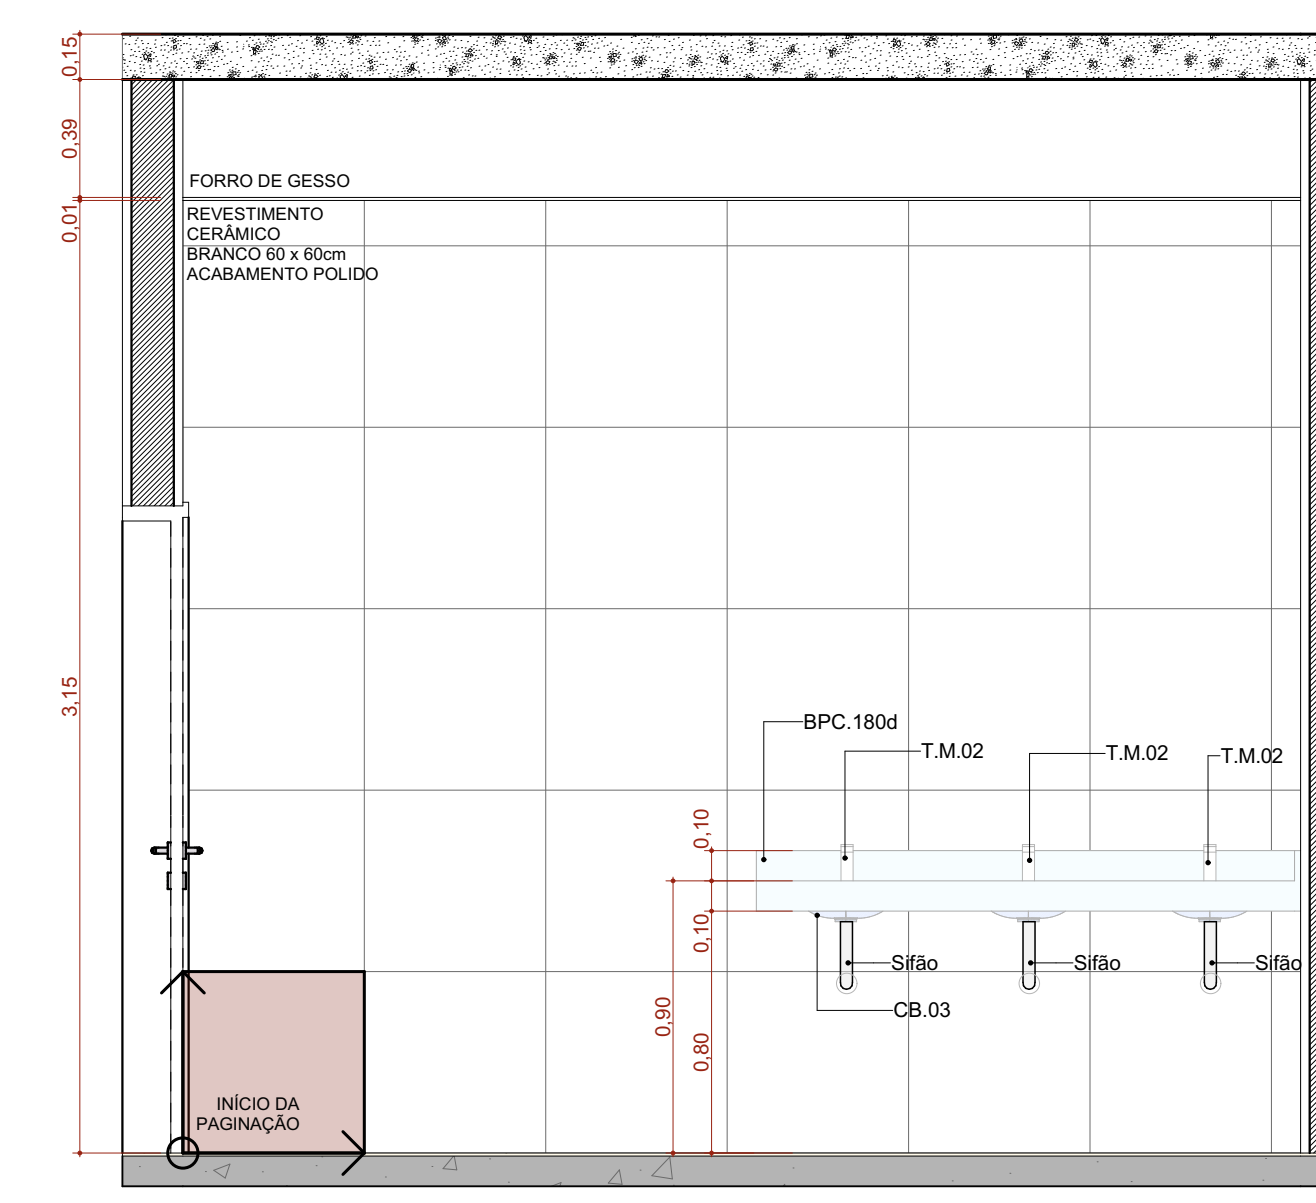 0,15
0,39
FORRO DE GESSO
0,01
REVESTIMENTO
CERÂMICO
BRANCO 60 x 60cm
ACABAMENTO POLIDO
3,15
BPC.180d
T.M.02
T.M.02
T.M.02
0,10
0,10
Sifão
Sifão
Sifão
CB.03
0,90
0,80
INÍCIO DA
PAGINAÇÃO